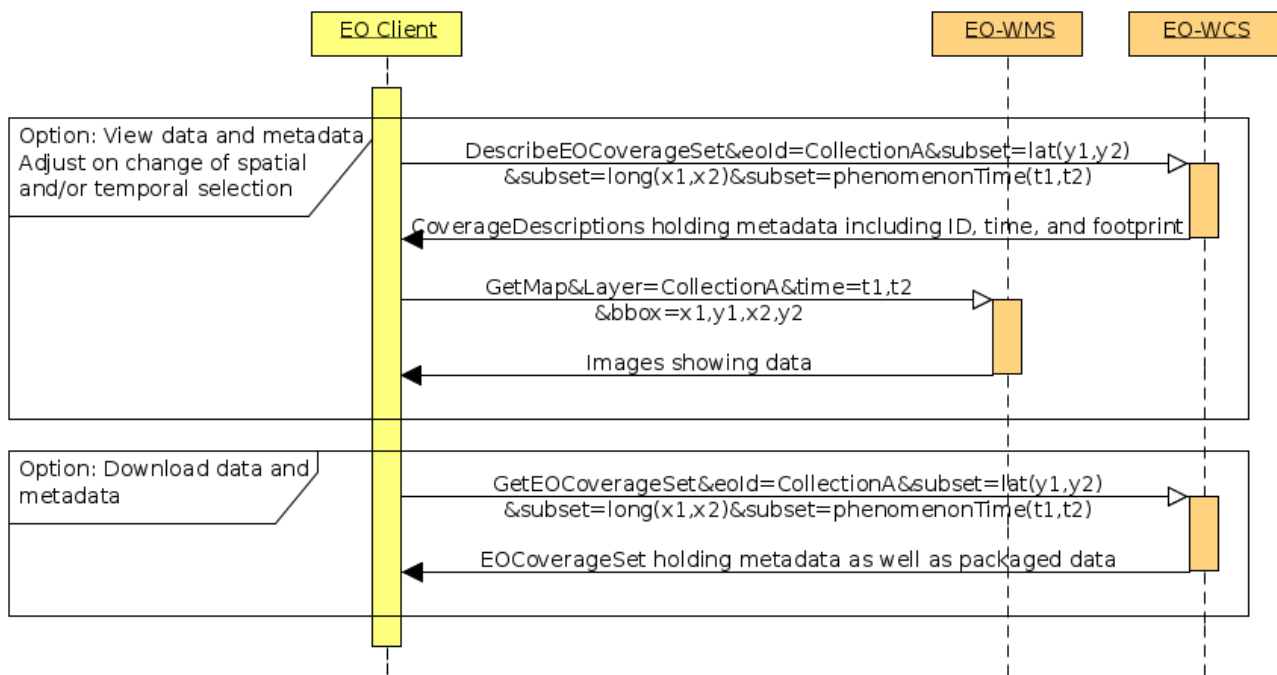 EO Client
EO-WMS
EO-WCS
Option: View data and metadata
Adjust on change of spatial
and/or temporal selection
DescribeEOCoverageSet&eoId=CollectionA&subset=lat(y1,y2)
&subset=long(x1,x2)&subset=phenomenonTime(t1,t2)
CoverageDescriptions holding metadata including ID, time, and footprint
GetMap&Layer=CollectionA&time=t1,t2
&bbox=x1,y1,x2,y2
Images showing data
Option: Download data and
metadata
GetEOCoverageSet&eoId=CollectionA&subset=lat(y1,y2)
&subset=long(x1,x2)&subset=phenomenonTime(t1,t2)
EOCoverageSet holding metadata as well as packaged data